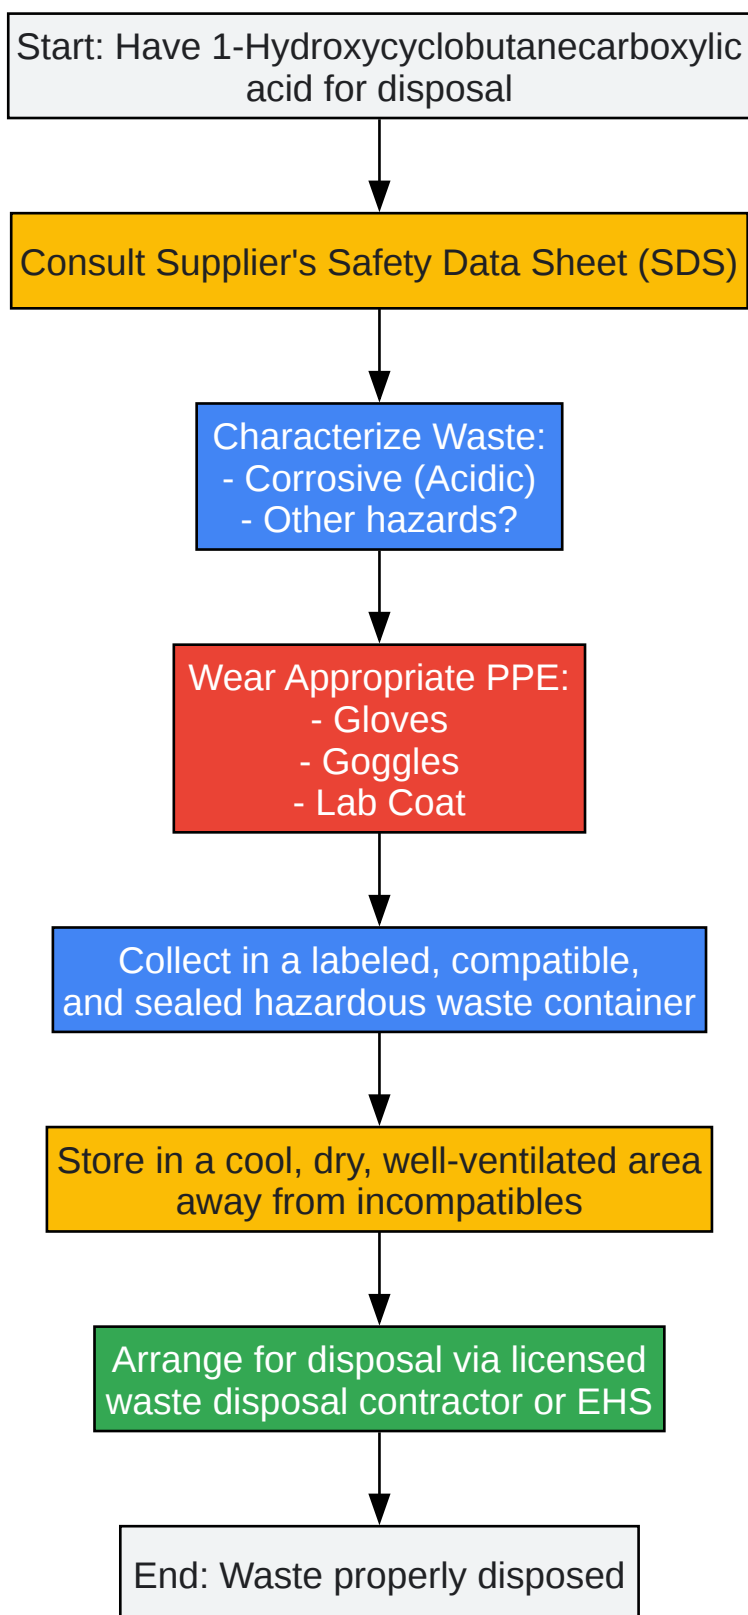 Start: Have 1-Hydroxycyclobutanecarboxylic
acid for disposal
Consult Supplier's Safety Data Sheet (SDS)
Characterize Waste:
- Corrosive (Acidic)
- Other hazards?
Wear Appropriate PPE:
- Gloves
- Goggles
- Lab Coat
Collect in a labeled, compatible,
and sealed hazardous waste container
Store in a cool, dry, well-ventilated area
away from incompatibles
Arrange for disposal via licensed
waste disposal contractor or EHS
End: Waste properly disposed